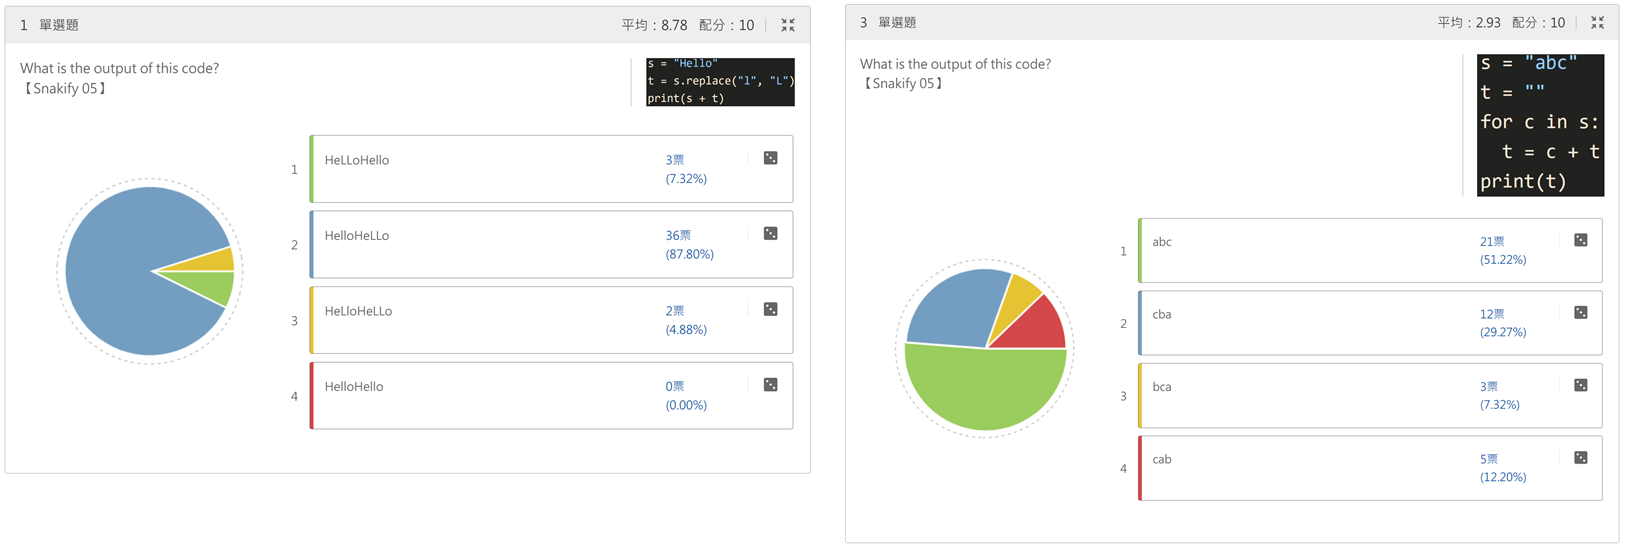 1 單選題
平均：8.78 配分：10
What is the output of this code?
【Snakify 05】
s = "Hello"
t = s.replace("l", "L")
print(s + t)
1
HeLLoHello
3票
(7.32%)
2
HelloHeLLo
36票
(87.80%)
3
HeLLoHeLLo
2票
(4.88%)
4
HelloHello
0票
(0.00%)
3 單選題
平均：2.93 配分：10
What is the output of this code?
【Snakify 05】
s = "abc"
t = ""
for c in s:
t = c + t
print(t)
1
abc
21票
(51.22%)
2
cba
12票
(29.27%)
3
bca
3票
(7.32%)
4
cab
5票
(12.20%)